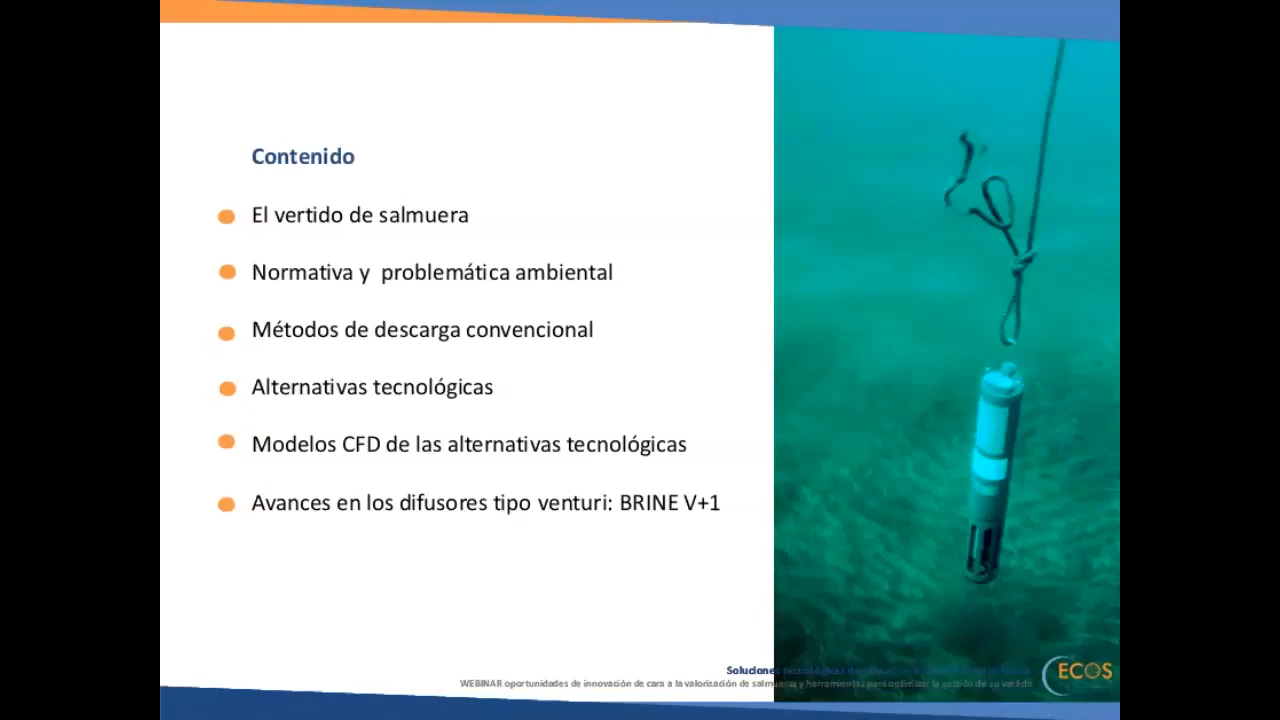 Contenido
El vertido de salmuera
Normativa y problemática ambiental
Métodos de descarga convencional
Alternativas tecnológicas
Modelos CFD de las alternativas tecnológicas
Avances en los difusores tipo venturi: BRINE V+1
Soluciones tecnológicas
WEBINAR oportunidades de innovación de cara a la valorización de salmueras y herramientas para optimizar la gestión de su vertido
ECOS